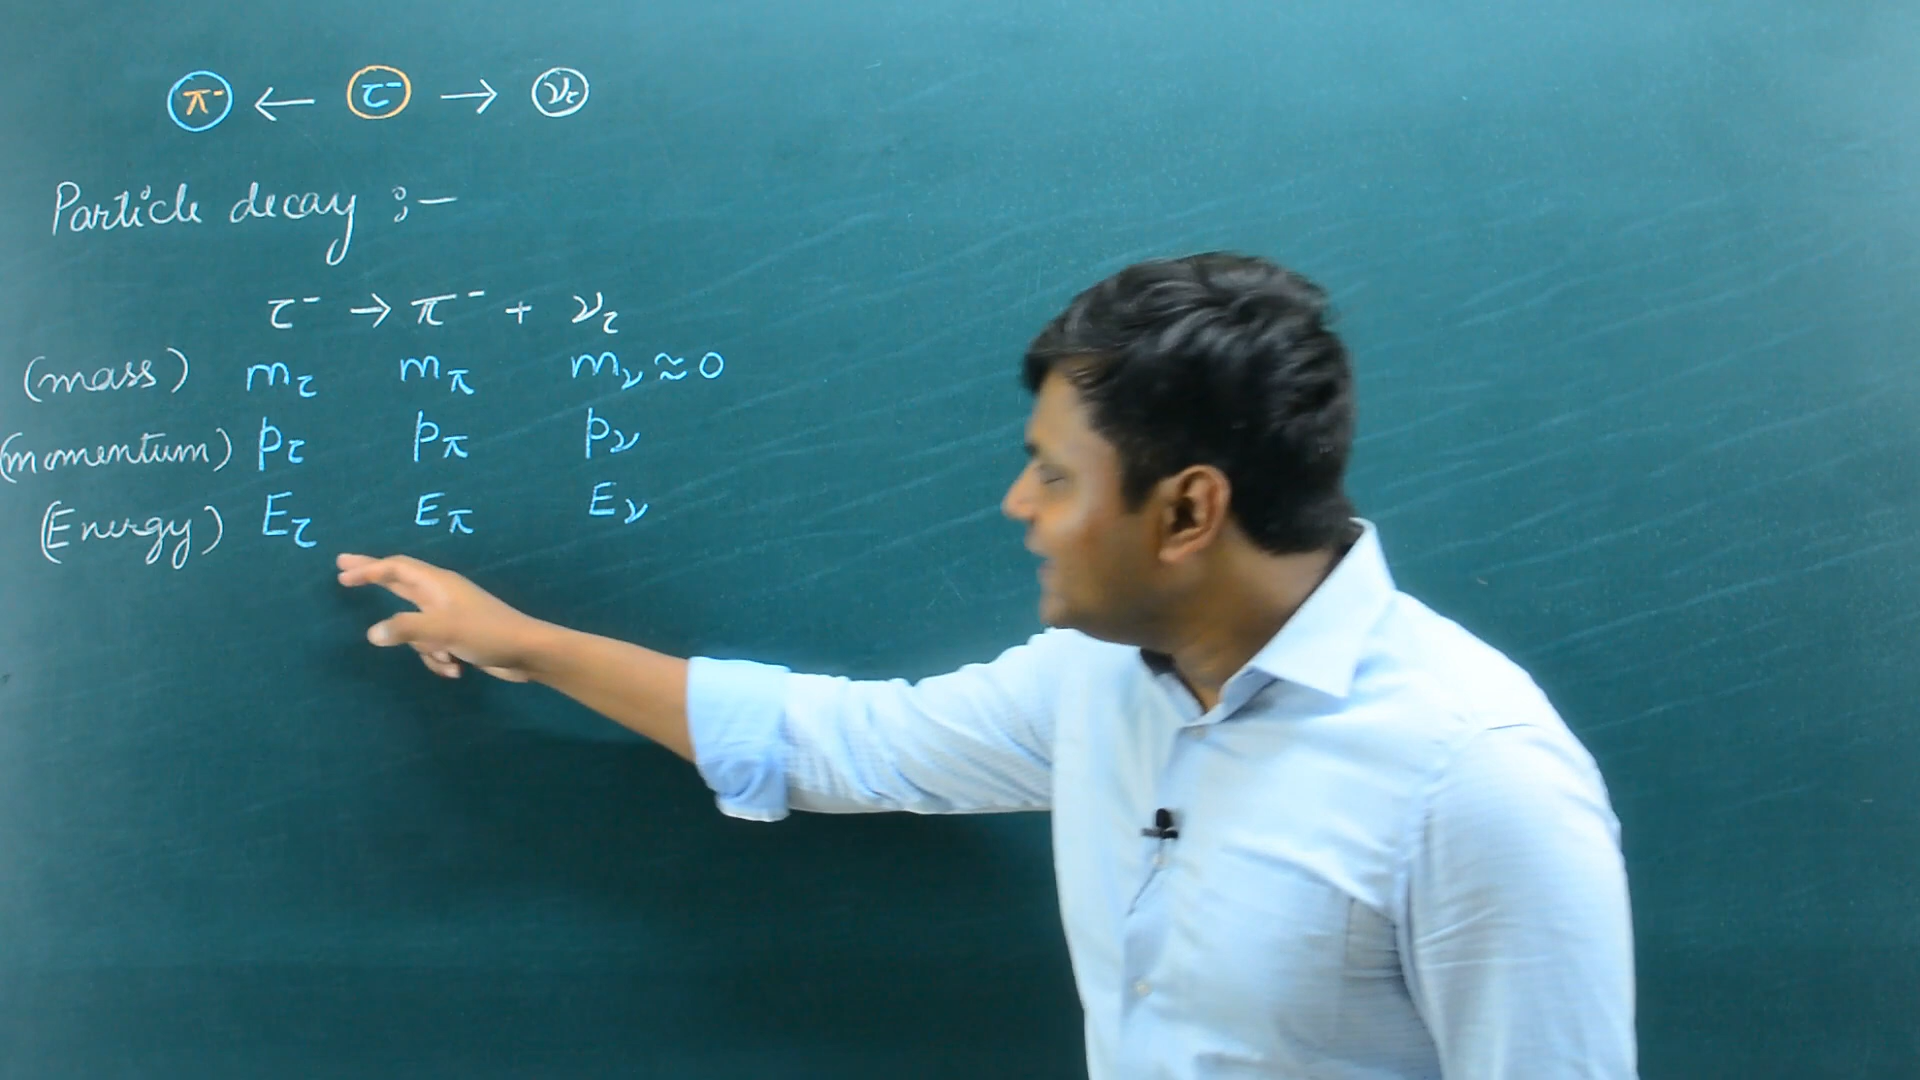 π⁻ ← τ⁻ → ν_τ
Particle decay :-
τ⁻ → π⁻ + ν_τ
(mass) m_τ m_π m_ν ≈ 0
(momentum) p_τ p_π p_ν
(Energy) E_τ E_π E_ν